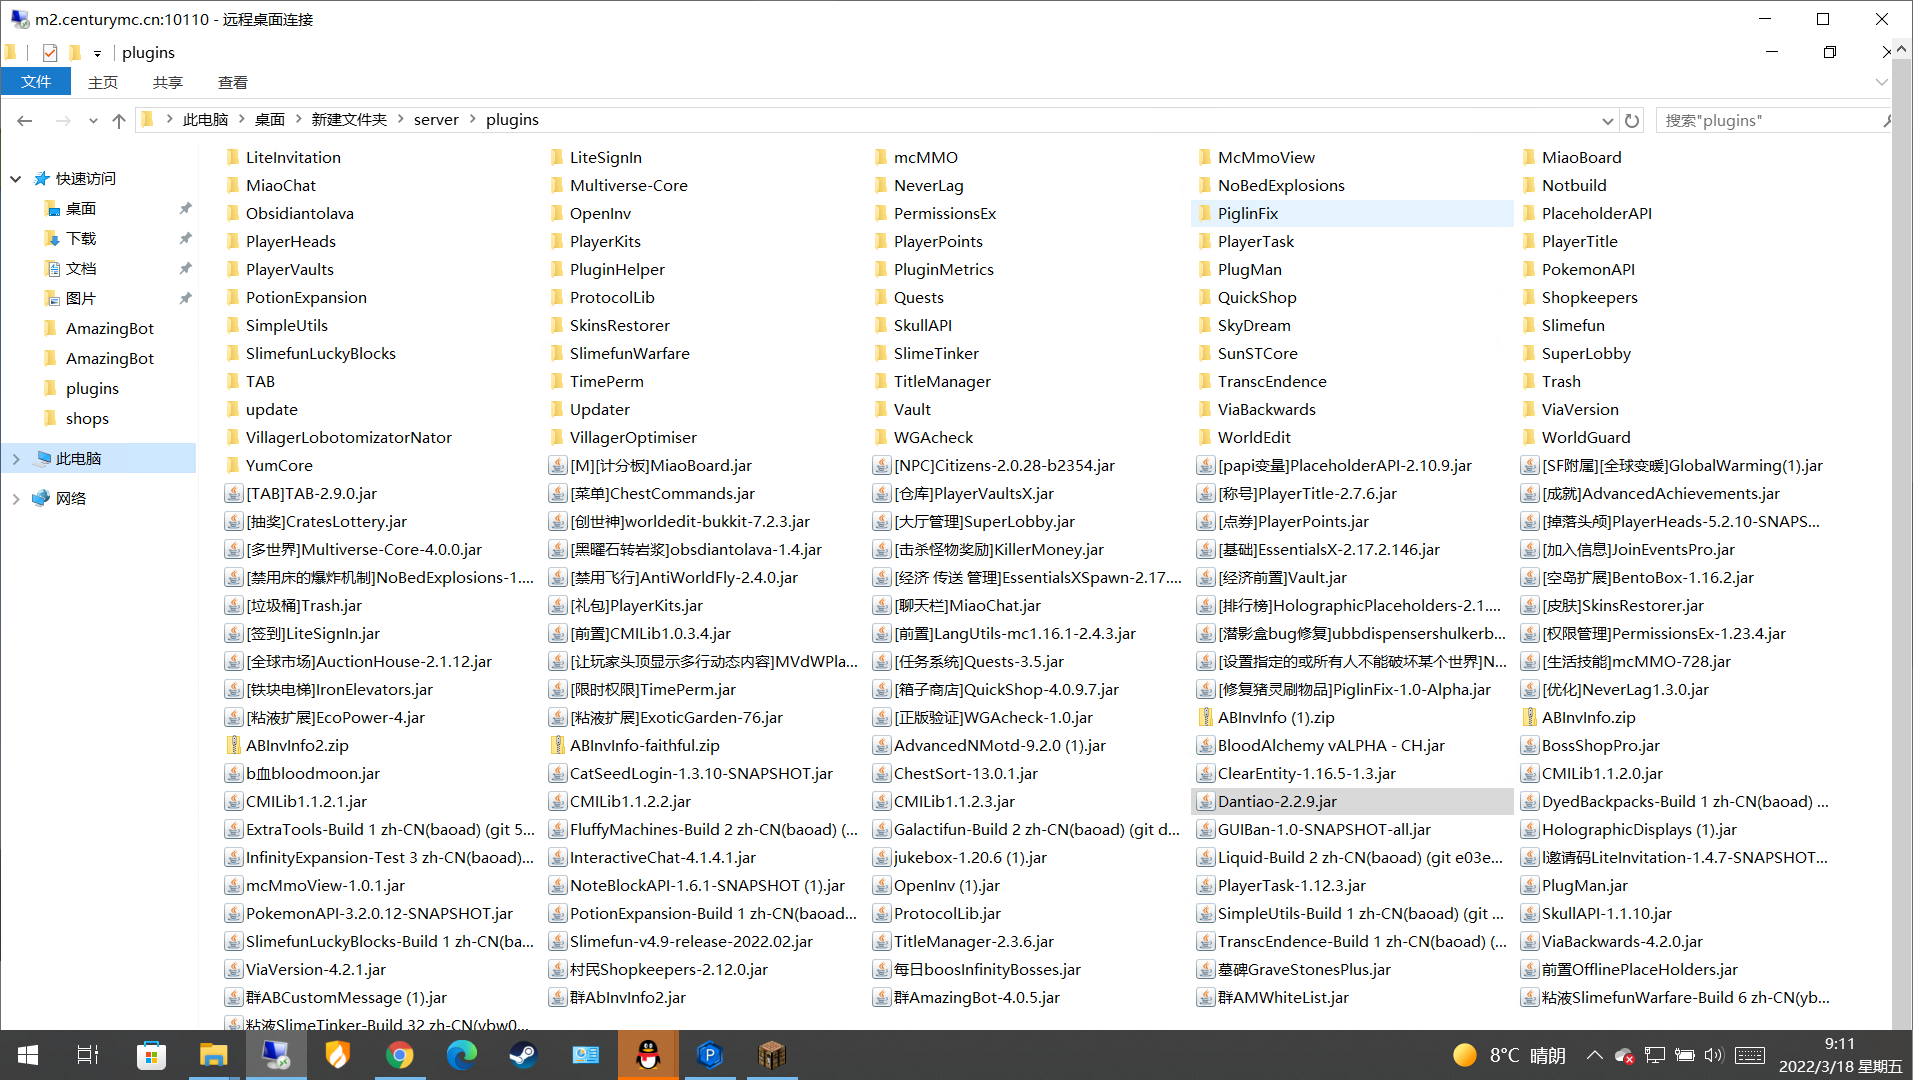 m2.centurymc.cn:10110 - 远程桌面连接
plugins
文件 主页 共享 查看
此电脑 桌面 新建文件夹 server plugins
搜索"plugins"
快速访问
桌面
下载
文档
图片
AmazingBot
AmazingBot
plugins
shops
此电脑
网络
LiteInvitation LiteSignIn mcMMO McMmoView MiaoBoard
MiaoChat Multiverse-Core NeverLag NoBedExplosions Notbuild
Obsidiantolava OpenInv PermissionsEx PiglinFix PlaceholderAPI
PlayerHeads PlayerKits PlayerPoints PlayerTask PlayerTitle
PlayerVaults PluginHelper PluginMetrics PlugMan PokemonAPI
PotionExpansion ProtocolLib Quests QuickShop Shopkeepers
SimpleUtils SkinsRestorer SkullAPI SkyDream Slimefun
SlimefunLuckyBlocks SlimefunWarfare SlimeTinker SunSTCore SuperLobby
TAB TimePerm TitleManager TranscEndence Trash
update Updater Vault ViaBackwards ViaVersion
VillagerLobotomizatorNator VillagerOptimiser WGAcheck WorldEdit WorldGuard
YumCore [M][计分板]MiaoBoard.jar [NPC]Citizens-2.0.28-b2354.jar [papi变量]PlaceholderAPI-2.10.9.jar [SF附属][全球变暖]GlobalWarming(1).jar
[TAB]TAB-2.9.0.jar [菜单]ChestCommands.jar [仓库]PlayerVaultsX.jar [称号]PlayerTitle-2.7.6.jar [成就]AdvancedAchievements.jar
[抽奖]CratesLottery.jar [创世神]worldedit-bukkit-7.2.3.jar [大厅管理]SuperLobby.jar [点券]PlayerPoints.jar [掉落头颅]PlayerHeads-5.2.10-SNAPS...
[多世界]Multiverse-Core-4.0.0.jar [黑曜石转岩浆]obsdiantolava-1.4.jar [击杀怪物奖励]KillerMoney.jar [基础]EssentialsX-2.17.2.146.jar [加入信息]JoinEventsPro.jar
[禁用床的爆炸机制]NoBedExplosions-1.... [禁用飞行]AntiWorldFly-2.4.0.jar [经济 传送 管理]EssentialsXSpawn-2.17.... [经济前置]Vault.jar [空岛扩展]BentoBox-1.16.2.jar
[垃圾桶]Trash.jar [礼包]PlayerKits.jar [聊天栏]MiaoChat.jar [排行榜]HolographicPlaceholders-2.1.... [皮肤]SkinsRestorer.jar
[签到]LiteSignIn.jar [前置]CMILib1.0.3.4.jar [前置]LangUtils-mc1.16.1-2.4.3.jar [潜影盒bug修复]ubbdispensershulkerb... [权限管理]PermissionsEx-1.23.4.jar
[全球市场]AuctionHouse-2.1.12.jar [让玩家头顶显示多行动态内容]MVdWPla... [任务系统]Quests-3.5.jar [设置指定的或所有人不能破坏某个世界]N... [生活技能]mcMMO-728.jar
[铁块电梯]IronElevators.jar [限时权限]TimePerm.jar [箱子商店]QuickShop-4.0.9.7.jar [修复猪灵刷物品]PiglinFix-1.0-Alpha.jar [优化]NeverLag1.3.0.jar
[粘液扩展]EcoPower-4.jar [粘液扩展]ExoticGarden-76.jar [正版验证]WGAcheck-1.0.jar ABInvInfo (1).zip ABInvInfo.zip
ABInvInfo2.zip ABInvInfo-faithful.zip AdvancedNMotd-9.2.0 (1).jar BloodAlchemy vALPHA - CH.jar BossShopPro.jar
b血bloodmoon.jar CatSeedLogin-1.3.10-SNAPSHOT.jar ChestSort-13.0.1.jar ClearEntity-1.16.5-1.3.jar CMILib1.1.2.0.jar
CMILib1.1.2.1.jar CMILib1.1.2.2.jar CMILib1.1.2.3.jar Dantiao-2.2.9.jar DyedBackpacks-Build 1 zh-CN(baoad) ...
ExtraTools-Build 1 zh-CN(baoad) (git 5... FluffyMachines-Build 2 zh-CN(baoad) (... Galactifun-Build 2 zh-CN(baoad) (git d... GUIBan-1.0-SNAPSHOT-all.jar HolographicDisplays (1).jar
InfinityExpansion-Test 3 zh-CN(baoad)... InteractiveChat-4.1.4.1.jar jukebox-1.20.6 (1).jar Liquid-Build 2 zh-CN(baoad) (git e03e... l邀请码LiteInvitation-1.4.7-SNAPSHOT...
mcMmoView-1.0.1.jar NoteBlockAPI-1.6.1-SNAPSHOT (1).jar OpenInv (1).jar PlayerTask-1.12.3.jar PlugMan.jar
PokemonAPI-3.2.0.12-SNAPSHOT.jar PotionExpansion-Build 1 zh-CN(baoad... ProtocolLib.jar SimpleUtils-Build 1 zh-CN(baoad) (git ... SkullAPI-1.1.10.jar
SlimefunLuckyBlocks-Build 1 zh-CN(ba... Slimefun-v4.9-release-2022.02.jar TitleManager-2.3.6.jar TranscEndence-Build 1 zh-CN(baoad) (... ViaBackwards-4.2.0.jar
ViaVersion-4.2.1.jar 村民Shopkeepers-2.12.0.jar 每日boosInfinityBosses.jar 墓碑GraveStonesPlus.jar 前置OfflinePlaceHolders.jar
群ABCustomMessage (1).jar 群AbInvInfo2.jar 群AmazingBot-4.0.5.jar 群AMWhiteList.jar 粘液SlimefunWarfare-Build 6 zh-CN(yb...
粘液SlimeTinker-Build 32 zh-CN(ybw0...
8°C 晴朗
9:11
2022/3/18 星期五